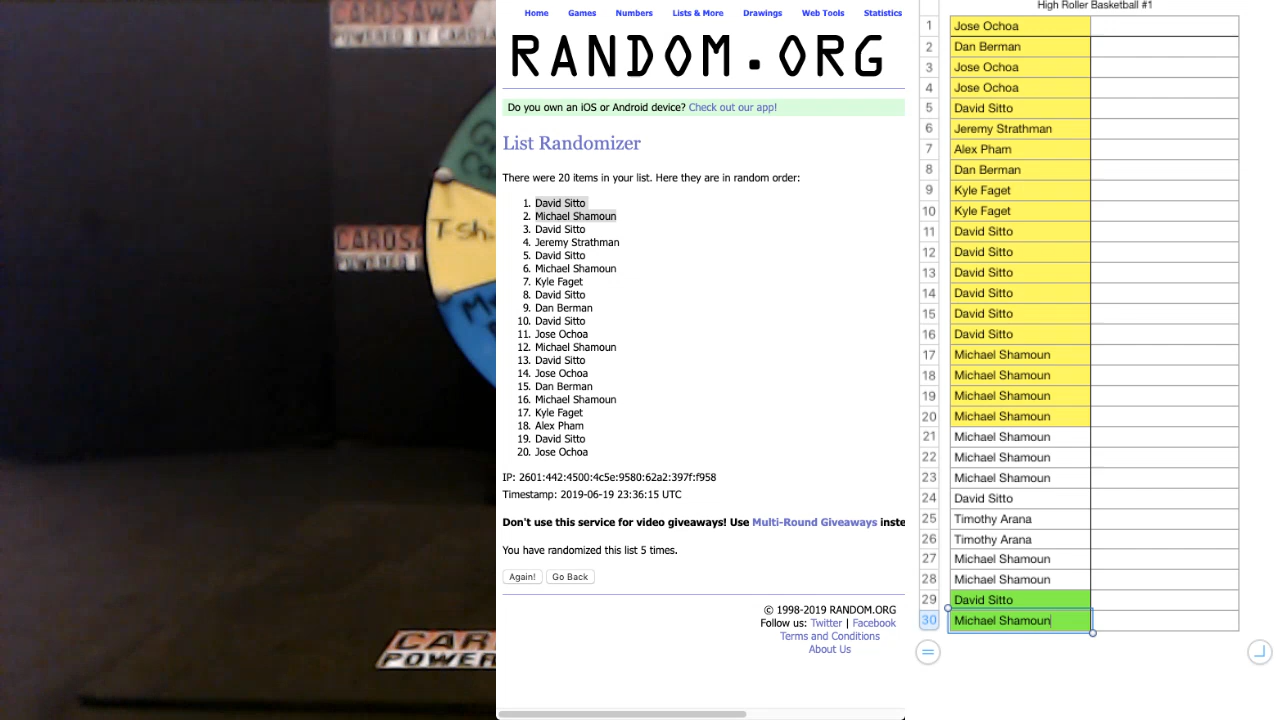 CARDSAWAY
POWERED BY
CARDSA
POWERED
T-shi
CAR
POWERE
Home Games Numbers Lists & More Drawings Web Tools Statistics
RANDOM.ORG
Do you own an iOS or Android device? Check out our app!
List Randomizer
There were 20 items in your list. Here they are in random order:
1. David Sitto
2. Michael Shamoun
3. David Sitto
4. Jeremy Strathman
5. David Sitto
6. Michael Shamoun
7. Kyle Faget
8. David Sitto
9. Dan Berman
10. David Sitto
11. Jose Ochoa
12. Michael Shamoun
13. David Sitto
14. Jose Ochoa
15. Dan Berman
16. Michael Shamoun
17. Kyle Faget
18. Alex Pham
19. David Sitto
20. Jose Ochoa
IP: 2601:442:4500:4c5e:9580:62a2:397f:f958
Timestamp: 2019-06-19 23:36:15 UTC
Don't use this service for video giveaways! Use Multi-Round Giveaways inste
You have randomized this list 5 times.
Again! Go Back
© 1998-2019 RANDOM.ORG
Follow us: Twitter | Facebook
Terms and Conditions
About Us
High Roller Basketball #1
1 Jose Ochoa
2 Dan Berman
3 Jose Ochoa
4 Jose Ochoa
5 David Sitto
6 Jeremy Strathman
7 Alex Pham
8 Dan Berman
9 Kyle Faget
10 Kyle Faget
11 David Sitto
12 David Sitto
13 David Sitto
14 David Sitto
15 David Sitto
16 David Sitto
17 Michael Shamoun
18 Michael Shamoun
19 Michael Shamoun
20 Michael Shamoun
21 Michael Shamoun
22 Michael Shamoun
23 Michael Shamoun
24 David Sitto
25 Timothy Arana
26 Timothy Arana
27 Michael Shamoun
28 Michael Shamoun
29 David Sitto
30 Michael Shamoun